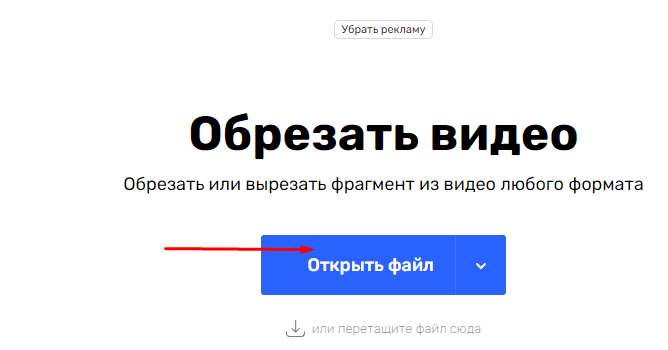 Убрать рекламу
Обрезать видео
Обрезать или вырезать фрагмент из видео любого формата
Открыть файл
или перетащите файл сюда